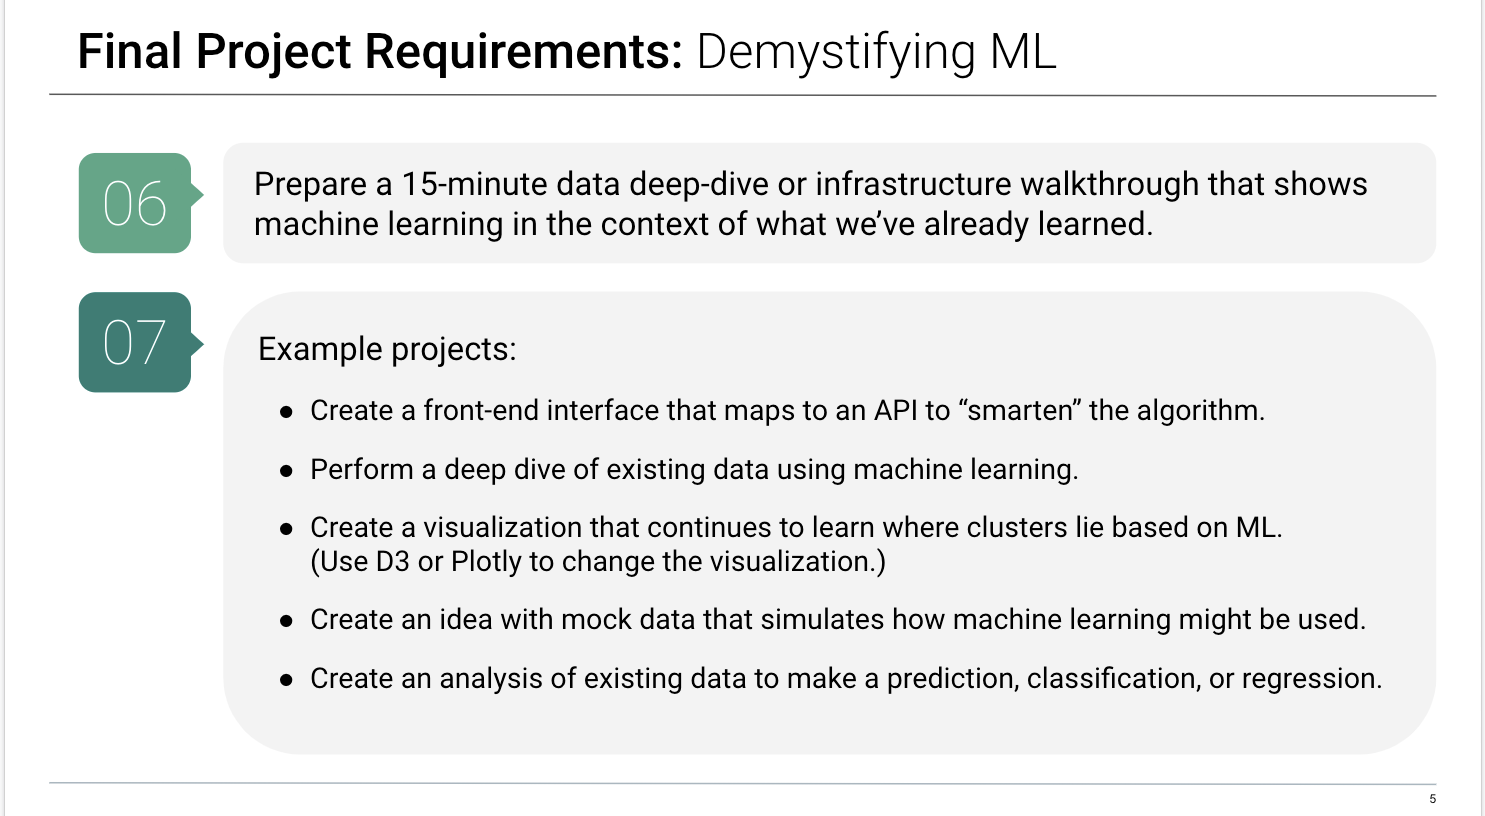 Final Project Requirements: Demystifying ML
06
Prepare a 15-minute data deep-dive or infrastructure walkthrough that shows
machine learning in the context of what we’ve already learned.
07
Example projects:
● Create a front-end interface that maps to an API to “smarten” the algorithm.
● Perform a deep dive of existing data using machine learning.
● Create a visualization that continues to learn where clusters lie based on ML.
(Use D3 or Plotly to change the visualization.)
● Create an idea with mock data that simulates how machine learning might be used.
● Create an analysis of existing data to make a prediction, classification, or regression.
5